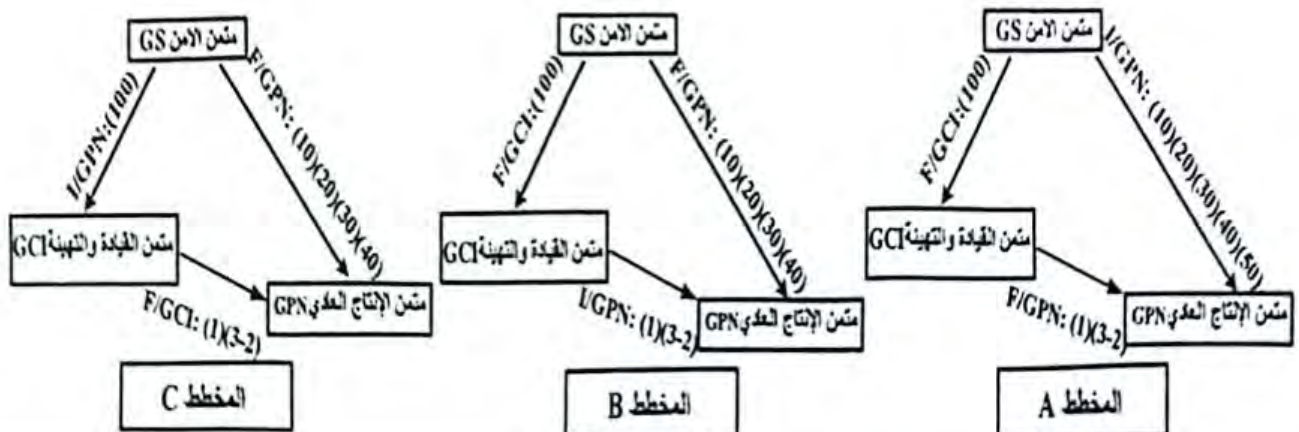 متمن الامن GS
I/GPN: (10)(20)(30)(40)(50)
F/GCI:(100)
متمن القيادة والتهيئة GCI
متمن الإنتاج العادي GPN
F/GPN: (1)(3-2)
المخطط A
متمن الامن GS
F/GPN: (10)(20)(30)(40)
F/GCI:(100)
متمن القيادة والتهيئة GCI
متمن الإنتاج العادي GPN
I/GPN: (1)(3-2)
المخطط B
متمن الامن GS
F/GPN: (10)(20)(30)(40)
I/GPN:(100)
متمن القيادة والتهيئة GCI
متمن الإنتاج العادي GPN
F/GCI: (1)(3-2)
المخطط C